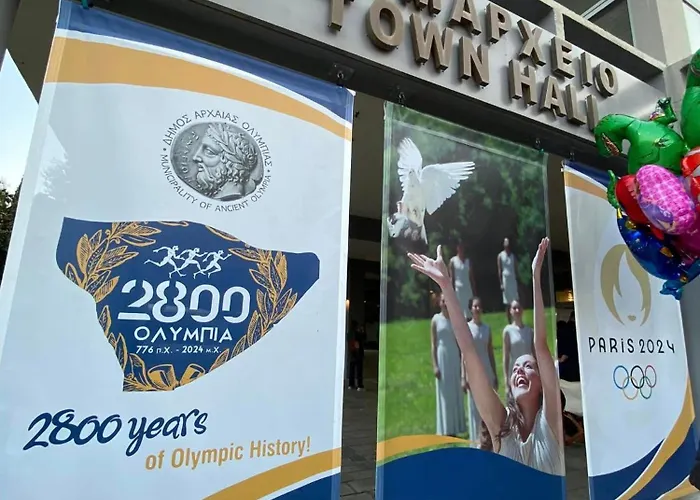 ΜΑΡΧΕΙΟ
TOWN HALL
ΔΗΜΟΣ ΑΡΧΑΙΑΣ ΟΛΥΜΠΙΑΣ
MUNICIPALITY OF ANCIENT OLYMPIA
2800
ΟΛΥΜΠΙΑ
776 π.Χ. - 2024 μ.Χ.
2800 years
of Olympic History!
PARIS 2024